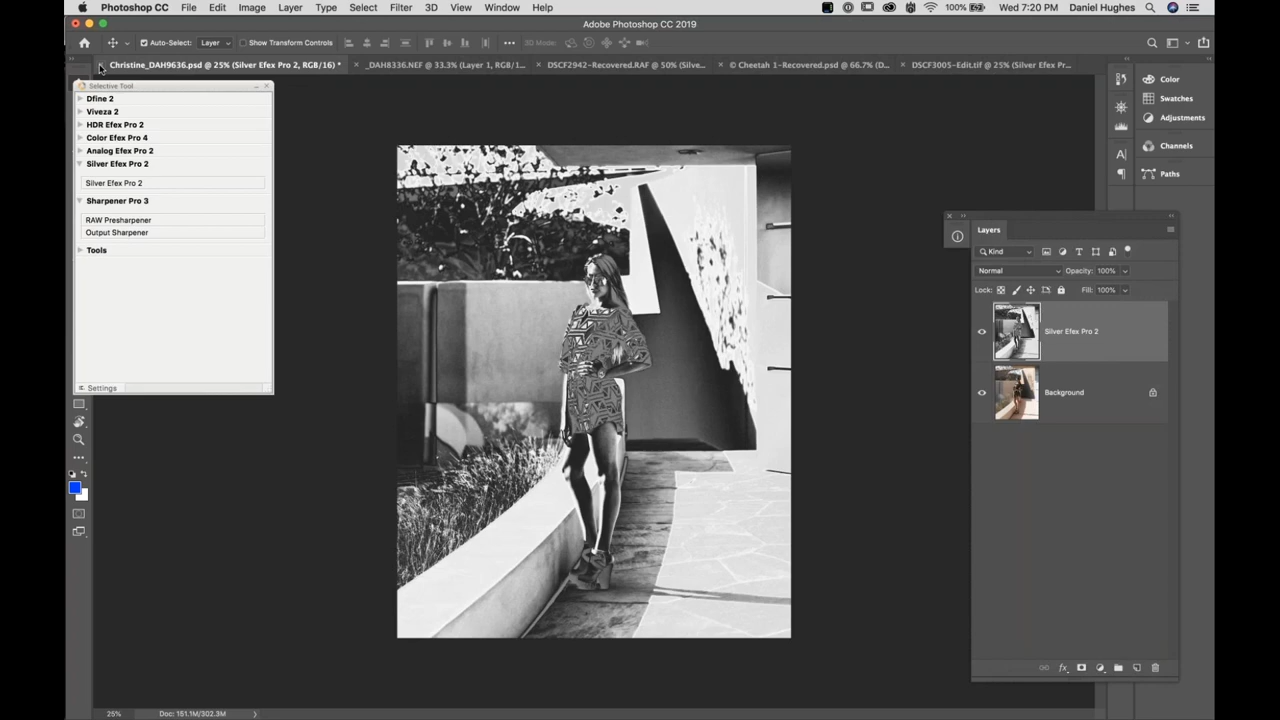 Photoshop CC File Edit Image Layer Type Select Filter 3D View Window Help 100% Wed 7:20 PM Daniel Hughes
Adobe Photoshop CC 2019
Auto-Select: Layer Show Transform Controls 3D Mode:
Christine_DAH9636.psd @ 25% (Silver Efex Pro 2, RGB/16) * _DAH8336.NEF @ 33.3% (Layer 1, RGB/1... DSCF2942-Recovered.RAF @ 50% (Silve... © Cheetah 1-Recovered.psd @ 66.7% (D... DSCF3005-Edit.tif @ 25% (Silver Efex Pr...
Selective Tool
Dfine 2
Viveza 2
HDR Efex Pro 2
Color Efex Pro 4
Analog Efex Pro 2
Silver Efex Pro 2
Silver Efex Pro 2
Sharpener Pro 3
RAW Presharpener
Output Sharpener
Tools
Settings
Color
Swatches
Adjustments
Channels
Paths
Layers
Kind
Normal Opacity: 100%
Lock: Fill: 100%
Silver Efex Pro 2
Background
25% Doc: 151.1M/302.3M